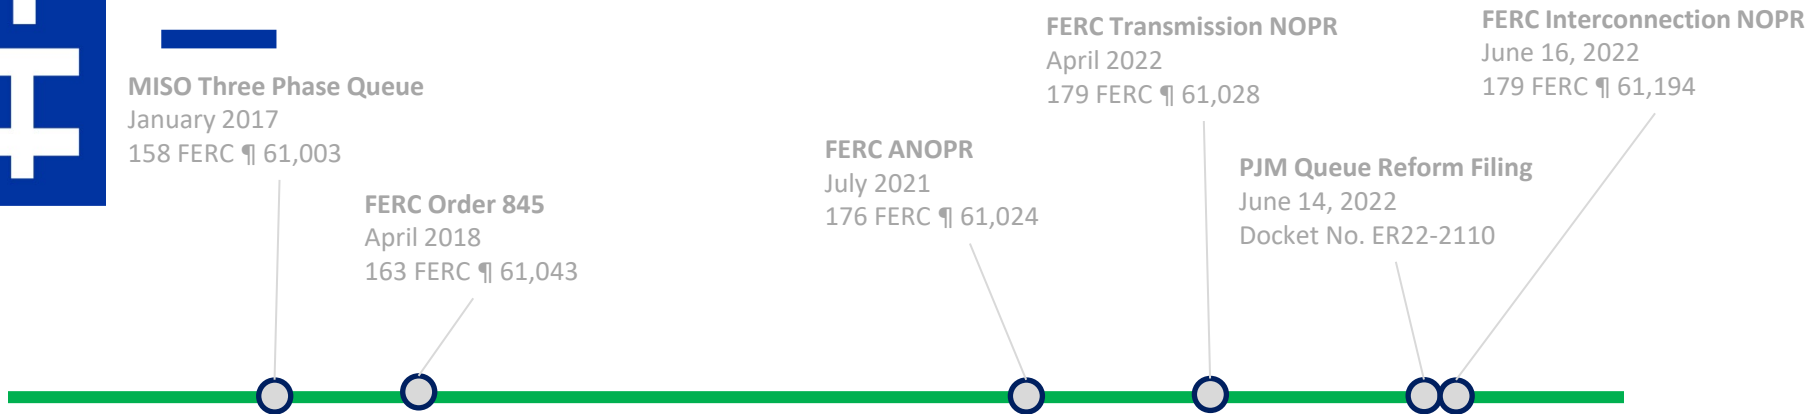 MISO Three Phase Queue
January 2017
158 FERC ¶ 61,003
FERC Order 845
April 2018
163 FERC ¶ 61,043
FERC ANOPR
July 2021
176 FERC ¶ 61,024
FERC Transmission NOPR
April 2022
179 FERC ¶ 61,028
PJM Queue Reform Filing
June 14, 2022
Docket No. ER22-2110
FERC Interconnection NOPR
June 16, 2022
179 FERC ¶ 61,194